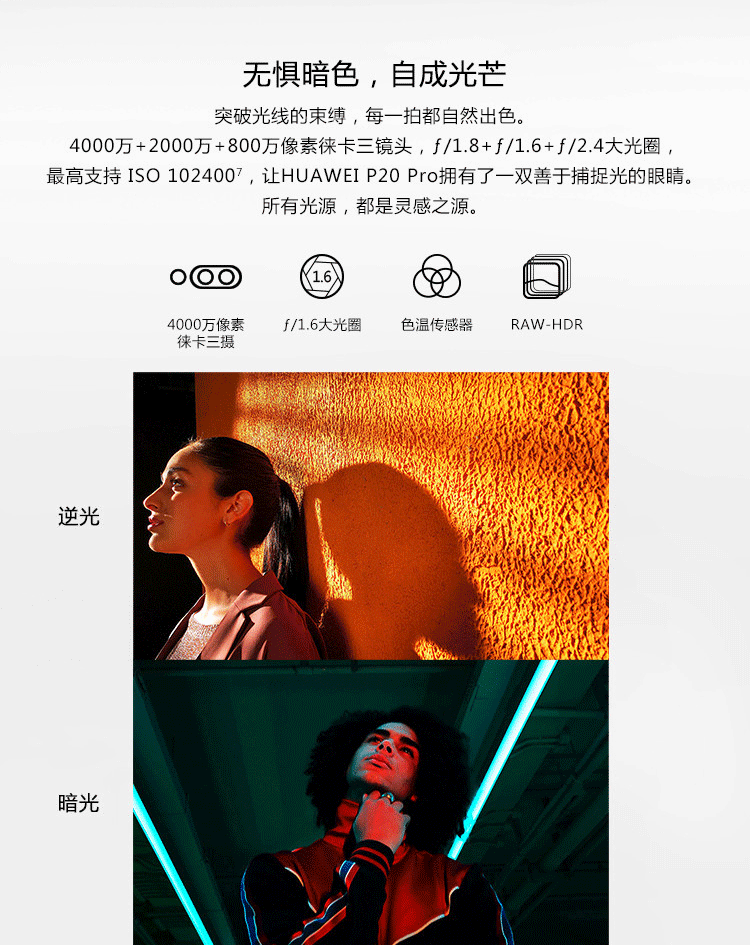 无惧暗色，自成光芒
突破光线的束缚，每一拍都自然出色。
4000万+2000万+800万像素徕卡三镜头，ƒ/1.8+ƒ/1.6+ƒ/2.4大光圈，
最高支持 ISO 102400⁷，让HUAWEI P20 Pro拥有了一双善于捕捉光的眼睛。
所有光源，都是灵感之源。
1.6
4000万像素
徕卡三摄
ƒ/1.6大光圈
色温传感器
RAW-HDR
逆光
暗光